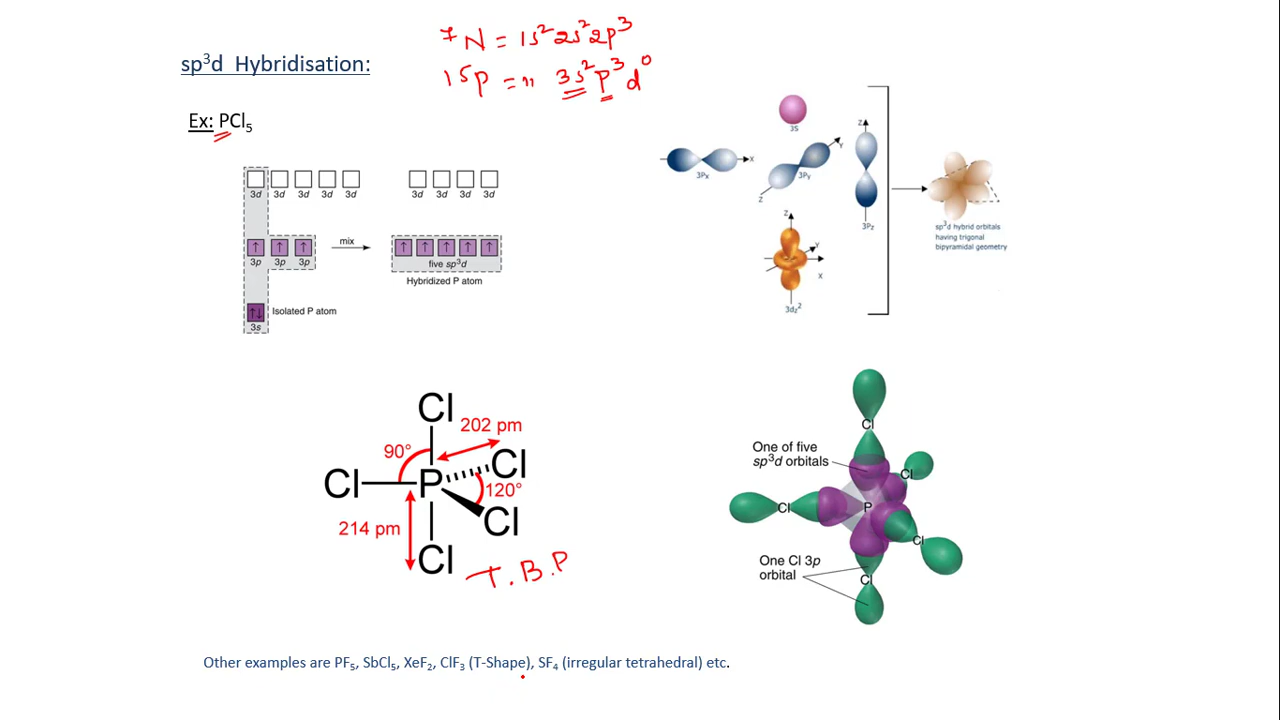 ⁷N = 1s² 2s² 2p³
sp³d Hybridisation:
15p = " 3s² p³ d⁰
Ex: PCl₅
3d 3d 3d 3d 3d
3d 3d 3d 3d
3p 3p 3p
mix
five sp³d
Hybridized P atom
Isolated P atom
3s
3S
X
3Px
Y
3Py
Z
Z
3Pz
Z
Y
X
3dz²
sp³d hybrid orbitals
having trigonal
bipyramidal geometry
Cl
202 pm
90°
Cl
Cl
P
120°
Cl
214 pm
Cl
T.B.P
Cl
One of five
sp³d orbitals
Cl
Cl
P
Cl
One Cl 3p
orbital
Cl
Other examples are PF₅, SbCl₅, XeF₂, ClF₃ (T-Shape), SF₄ (irregular tetrahedral) etc.